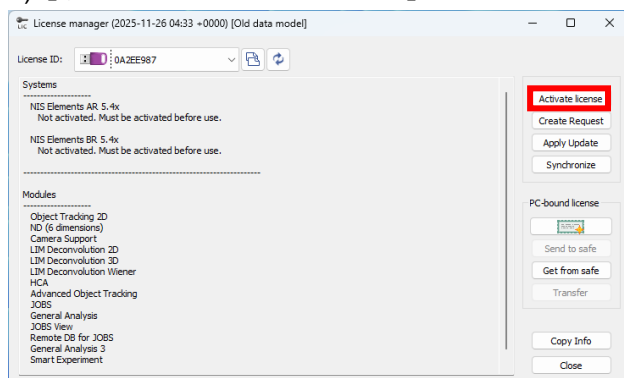 LIC License manager (2025-11-26 04:33 +0000) [Old data model]
License ID: 0A2EE987
Systems
--------------------
NIS Elements AR 5.4x
Not activated. Must be activated before use.
NIS Elements BR 5.4x
Not activated. Must be activated before use.
----------------------------------------------------------------------
Modules
--------------------
Object Tracking 2D
ND (6 dimensions)
Camera Support
LIM Deconvolution 2D
LIM Deconvolution 3D
LIM Deconvolution Wiener
HCA
Advanced Object Tracking
JOBS
General Analysis
JOBS View
Remote DB for JOBS
General Analysis 3
Smart Experiment
Activate license
Create Request
Apply Update
Synchronize
PC-bound license
Send to safe
Get from safe
Transfer
Copy Info
Close